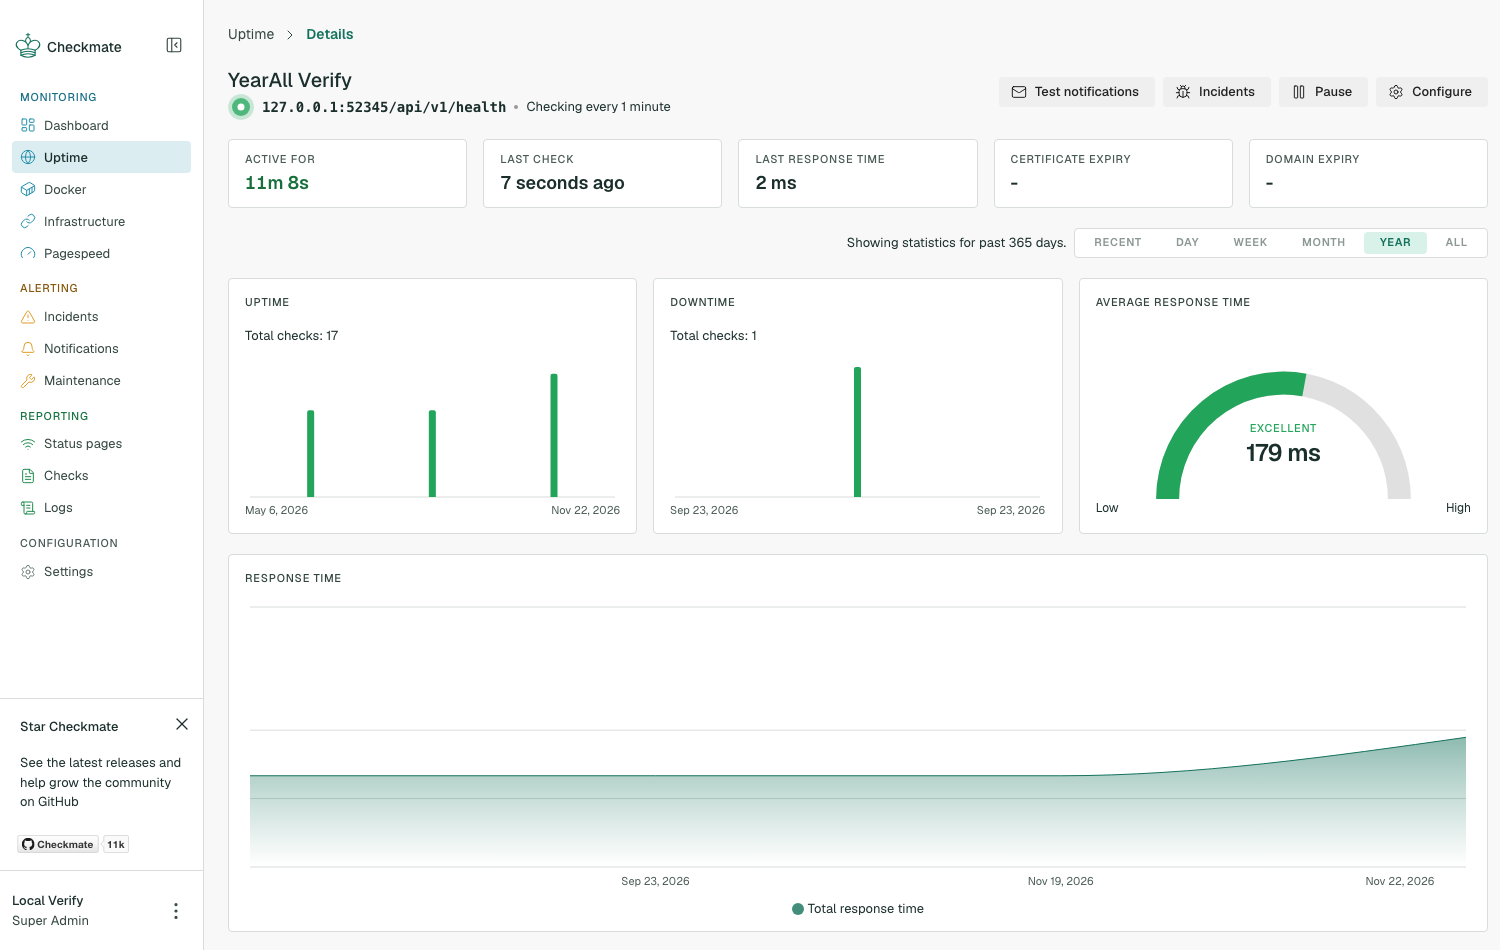 Checkmate
MONITORING
Dashboard
Uptime
Docker
Infrastructure
Pagespeed
ALERTING
Incidents
Notifications
Maintenance
REPORTING
Status pages
Checks
Logs
CONFIGURATION
Settings
Star Checkmate
See the latest releases and
help grow the community
on GitHub
Checkmate 11k
Local Verify
Super Admin
Uptime Details
YearAll Verify
127.0.0.1:52345/api/v1/health • Checking every 1 minute
Test notifications Incidents Pause Configure
ACTIVE FOR
11m 8s
LAST CHECK
7 seconds ago
LAST RESPONSE TIME
2 ms
CERTIFICATE EXPIRY
-
DOMAIN EXPIRY
-
Showing statistics for past 365 days. RECENT DAY WEEK MONTH YEAR ALL
UPTIME
Total checks: 17
May 6, 2026 Nov 22, 2026
DOWNTIME
Total checks: 1
Sep 23, 2026 Sep 23, 2026
AVERAGE RESPONSE TIME
EXCELLENT
179 ms
Low High
RESPONSE TIME
Sep 23, 2026 Nov 19, 2026 Nov 22, 2026
Total response time